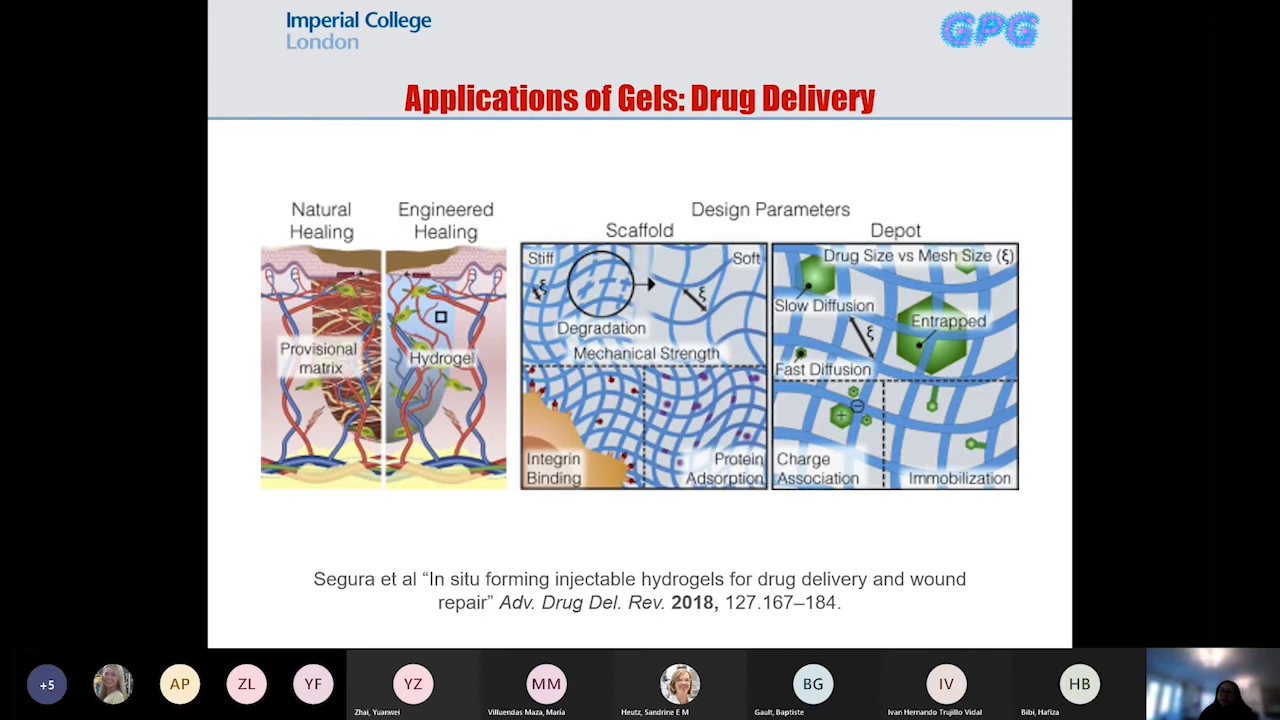 Imperial College
London
GPG
Applications of Gels: Drug Delivery
Natural
Healing
Engineered
Healing
Provisional
matrix
Hydrogel
Design Parameters
Scaffold
Stiff
Soft
ξ
ξ
Degradation
Mechanical Strength
Integrin
Binding
Protein
Adsorption
Depot
Drug Size vs Mesh Size (ξ)
Slow Diffusion
Entrapped
ξ
Fast Diffusion
+
−
Charge
Association
Immobilization
Segura et al “In situ forming injectable hydrogels for drug delivery and wound
repair” Adv. Drug Del. Rev. 2018, 127.167–184.
+5
AP
ZL
YF
YZ
Zhai, Yuanwei
MM
Villuendas Maza, María
Heutz, Sandrine E M
BG
Gault, Baptiste
IV
Ivan Hernando Trujillo Vidal
HB
Bibi, Hafiza